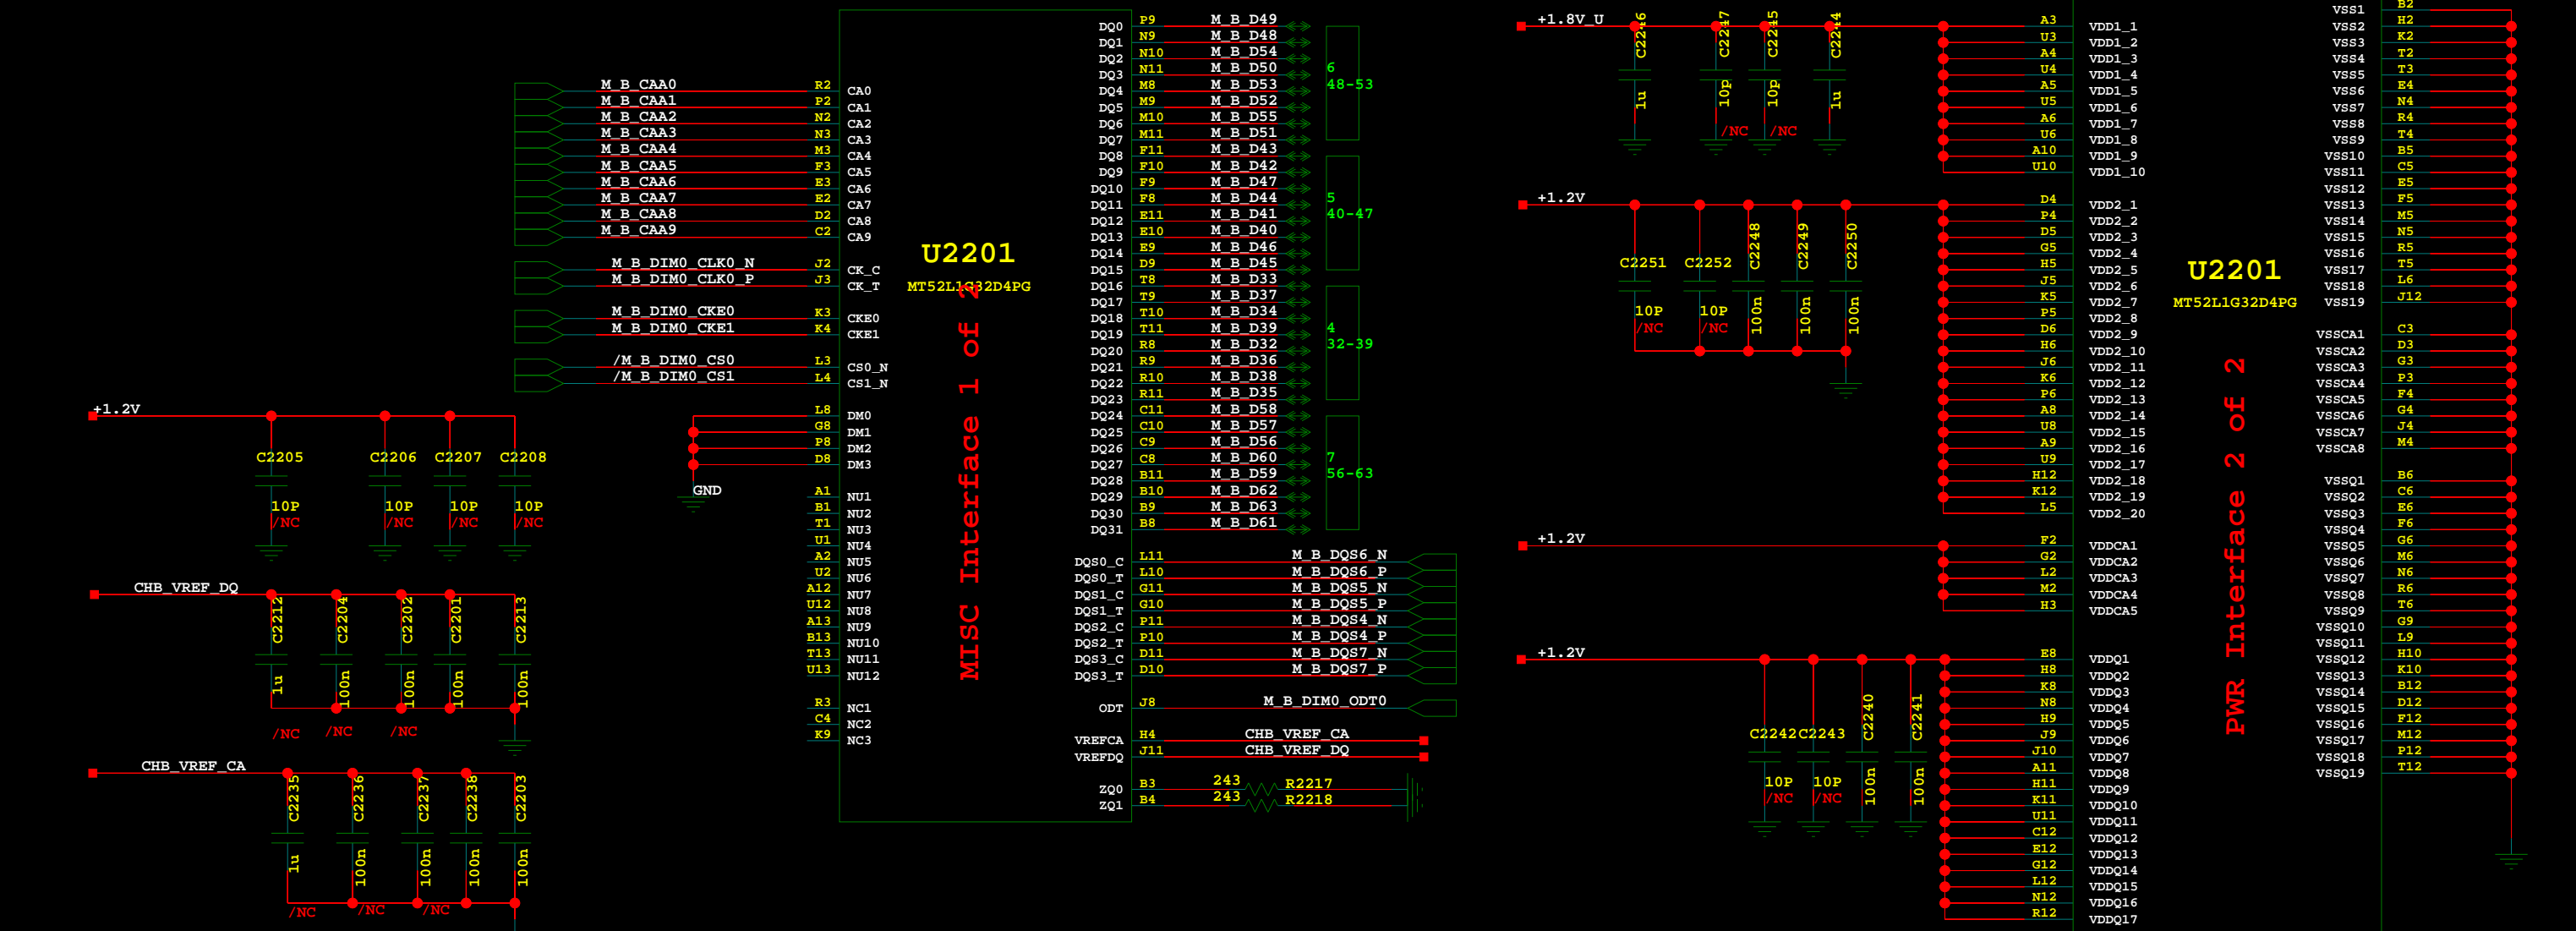 M_B_CAA0 R2 CA0
M_B_CAA1 P2 CA1
M_B_CAA2 N2 CA2
M_B_CAA3 N3 CA3
M_B_CAA4 M3 CA4
M_B_CAA5 F3 CA5
M_B_CAA6 E3 CA6
M_B_CAA7 E2 CA7
M_B_CAA8 D2 CA8
M_B_CAA9 C2 CA9
M_B_DIM0_CLK0_N J2 CK_C
M_B_DIM0_CLK0_P J3 CK_T
M_B_DIM0_CKE0 K3 CKE0
M_B_DIM0_CKE1 K4 CKE1
/M_B_DIM0_CS0 L3 CS0_N
/M_B_DIM0_CS1 L4 CS1_N
L8 DM0
G8 DM1
P8 DM2
D8 DM3
GND
A1 NU1
B1 NU2
T1 NU3
U1 NU4
A2 NU5
U2 NU6
A12 NU7
U12 NU8
A13 NU9
B13 NU10
T13 NU11
U13 NU12
R3 NC1
C4 NC2
K9 NC3
+1.2V
C2205 C2206 C2207 C2208
10P 10P 10P 10P
/NC /NC /NC /NC
CHB_VREF_DQ
C2212 C2204 C2202 C2201 C2213
1u 100n 100n 100n 100n
/NC /NC /NC
CHB_VREF_CA
C2235 C2236 C2237 C2238 C2203
1u 100n 100n 100n 100n
/NC /NC /NC
U2201
MT52L1G32D4PG
MISC Interface 1 of 2
DQ0 P9 M_B_D49
DQ1 N9 M_B_D48
DQ2 N10 M_B_D54
DQ3 N11 M_B_D50
DQ4 M8 M_B_D53
DQ5 M9 M_B_D52
DQ6 M10 M_B_D55
DQ7 M11 M_B_D51
6
48-53
DQ8 F11 M_B_D43
DQ9 F10 M_B_D42
DQ10 F9 M_B_D47
DQ11 F8 M_B_D44
DQ12 E11 M_B_D41
DQ13 E10 M_B_D40
DQ14 E9 M_B_D46
DQ15 D9 M_B_D45
5
40-47
DQ16 T8 M_B_D33
DQ17 T9 M_B_D37
DQ18 T10 M_B_D34
DQ19 T11 M_B_D39
DQ20 R8 M_B_D32
DQ21 R9 M_B_D36
DQ22 R10 M_B_D38
DQ23 R11 M_B_D35
4
32-39
DQ24 C11 M_B_D58
DQ25 C10 M_B_D57
DQ26 C9 M_B_D56
DQ27 C8 M_B_D60
DQ28 B11 M_B_D59
DQ29 B10 M_B_D62
DQ30 B9 M_B_D63
DQ31 B8 M_B_D61
7
56-63
DQS0_C L11 M_B_DQS6_N
DQS0_T L10 M_B_DQS6_P
DQS1_C G11 M_B_DQS5_N
DQS1_T G10 M_B_DQS5_P
DQS2_C P11 M_B_DQS4_N
DQS2_T P10 M_B_DQS4_P
DQS3_C D11 M_B_DQS7_N
DQS3_T D10 M_B_DQS7_P
ODT J8 M_B_DIM0_ODT0
VREFCA H4 CHB_VREF_CA
VREFDQ J11 CHB_VREF_DQ
ZQ0 B3 243 R2217
ZQ1 B4 243 R2218
+1.8V_U
C2246 C2247 C2245 C2244
1u 10p 10p 1u
/NC /NC
+1.2V
C2251 C2252 C2248 C2249 C2250
10P 10P 100n 100n 100n
/NC /NC
+1.2V
+1.2V
C2242 C2243 C2240 C2241
10P 10P 100n 100n
/NC /NC
A3 VDD1_1
U3 VDD1_2
A4 VDD1_3
U4 VDD1_4
A5 VDD1_5
U5 VDD1_6
A6 VDD1_7
U6 VDD1_8
A10 VDD1_9
U10 VDD1_10
D4 VDD2_1
P4 VDD2_2
D5 VDD2_3
G5 VDD2_4
H5 VDD2_5
J5 VDD2_6
K5 VDD2_7
P5 VDD2_8
D6 VDD2_9
H6 VDD2_10
J6 VDD2_11
K6 VDD2_12
P6 VDD2_13
A8 VDD2_14
U8 VDD2_15
A9 VDD2_16
U9 VDD2_17
H12 VDD2_18
K12 VDD2_19
L5 VDD2_20
F2 VDDCA1
G2 VDDCA2
L2 VDDCA3
M2 VDDCA4
H3 VDDCA5
E8 VDDQ1
H8 VDDQ2
K8 VDDQ3
N8 VDDQ4
H9 VDDQ5
J9 VDDQ6
J10 VDDQ7
A11 VDDQ8
H11 VDDQ9
K11 VDDQ10
U11 VDDQ11
C12 VDDQ12
E12 VDDQ13
G12 VDDQ14
L12 VDDQ15
N12 VDDQ16
R12 VDDQ17
U2201
MT52L1G32D4PG
PWR Interface 2 of 2
VSS1 B2
VSS2 H2
VSS3 K2
VSS4 T2
VSS5 T3
VSS6 E4
VSS7 N4
VSS8 R4
VSS9 T4
VSS10 B5
VSS11 C5
VSS12 E5
VSS13 F5
VSS14 M5
VSS15 N5
VSS16 R5
VSS17 T5
VSS18 L6
VSS19 J12
VSSCA1 C3
VSSCA2 D3
VSSCA3 G3
VSSCA4 P3
VSSCA5 F4
VSSCA6 G4
VSSCA7 J4
VSSCA8 M4
VSSQ1 B6
VSSQ2 C6
VSSQ3 E6
VSSQ4 F6
VSSQ5 G6
VSSQ6 M6
VSSQ7 N6
VSSQ8 R6
VSSQ9 T6
VSSQ10 G9
VSSQ11 L9
VSSQ12 H10
VSSQ13 K10
VSSQ14 B12
VSSQ15 D12
VSSQ16 F12
VSSQ17 M12
VSSQ18 P12
VSSQ19 T12